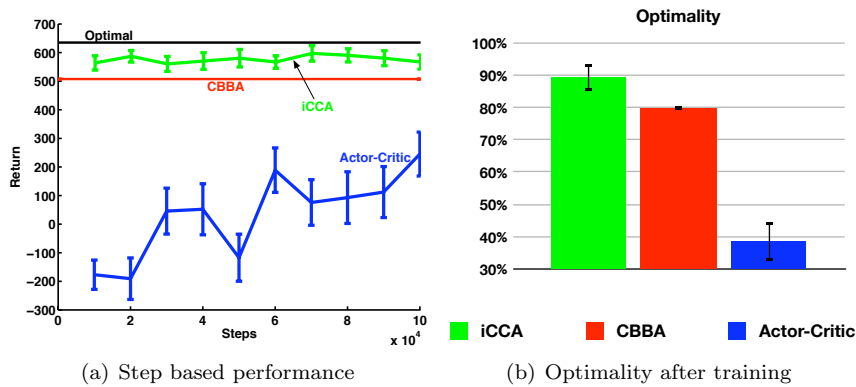 Optimality
700
600
500
400
300
200
100
0
−100
−200
−300
Return
Optimal
CBBA
iCCA
Actor-Critic
0
2
4
6
8
10
Steps
x 10^4
100%
90%
80%
70%
60%
50%
40%
30%
iCCA
CBBA
Actor-Critic
(a) Step based performance
(b) Optimality after training